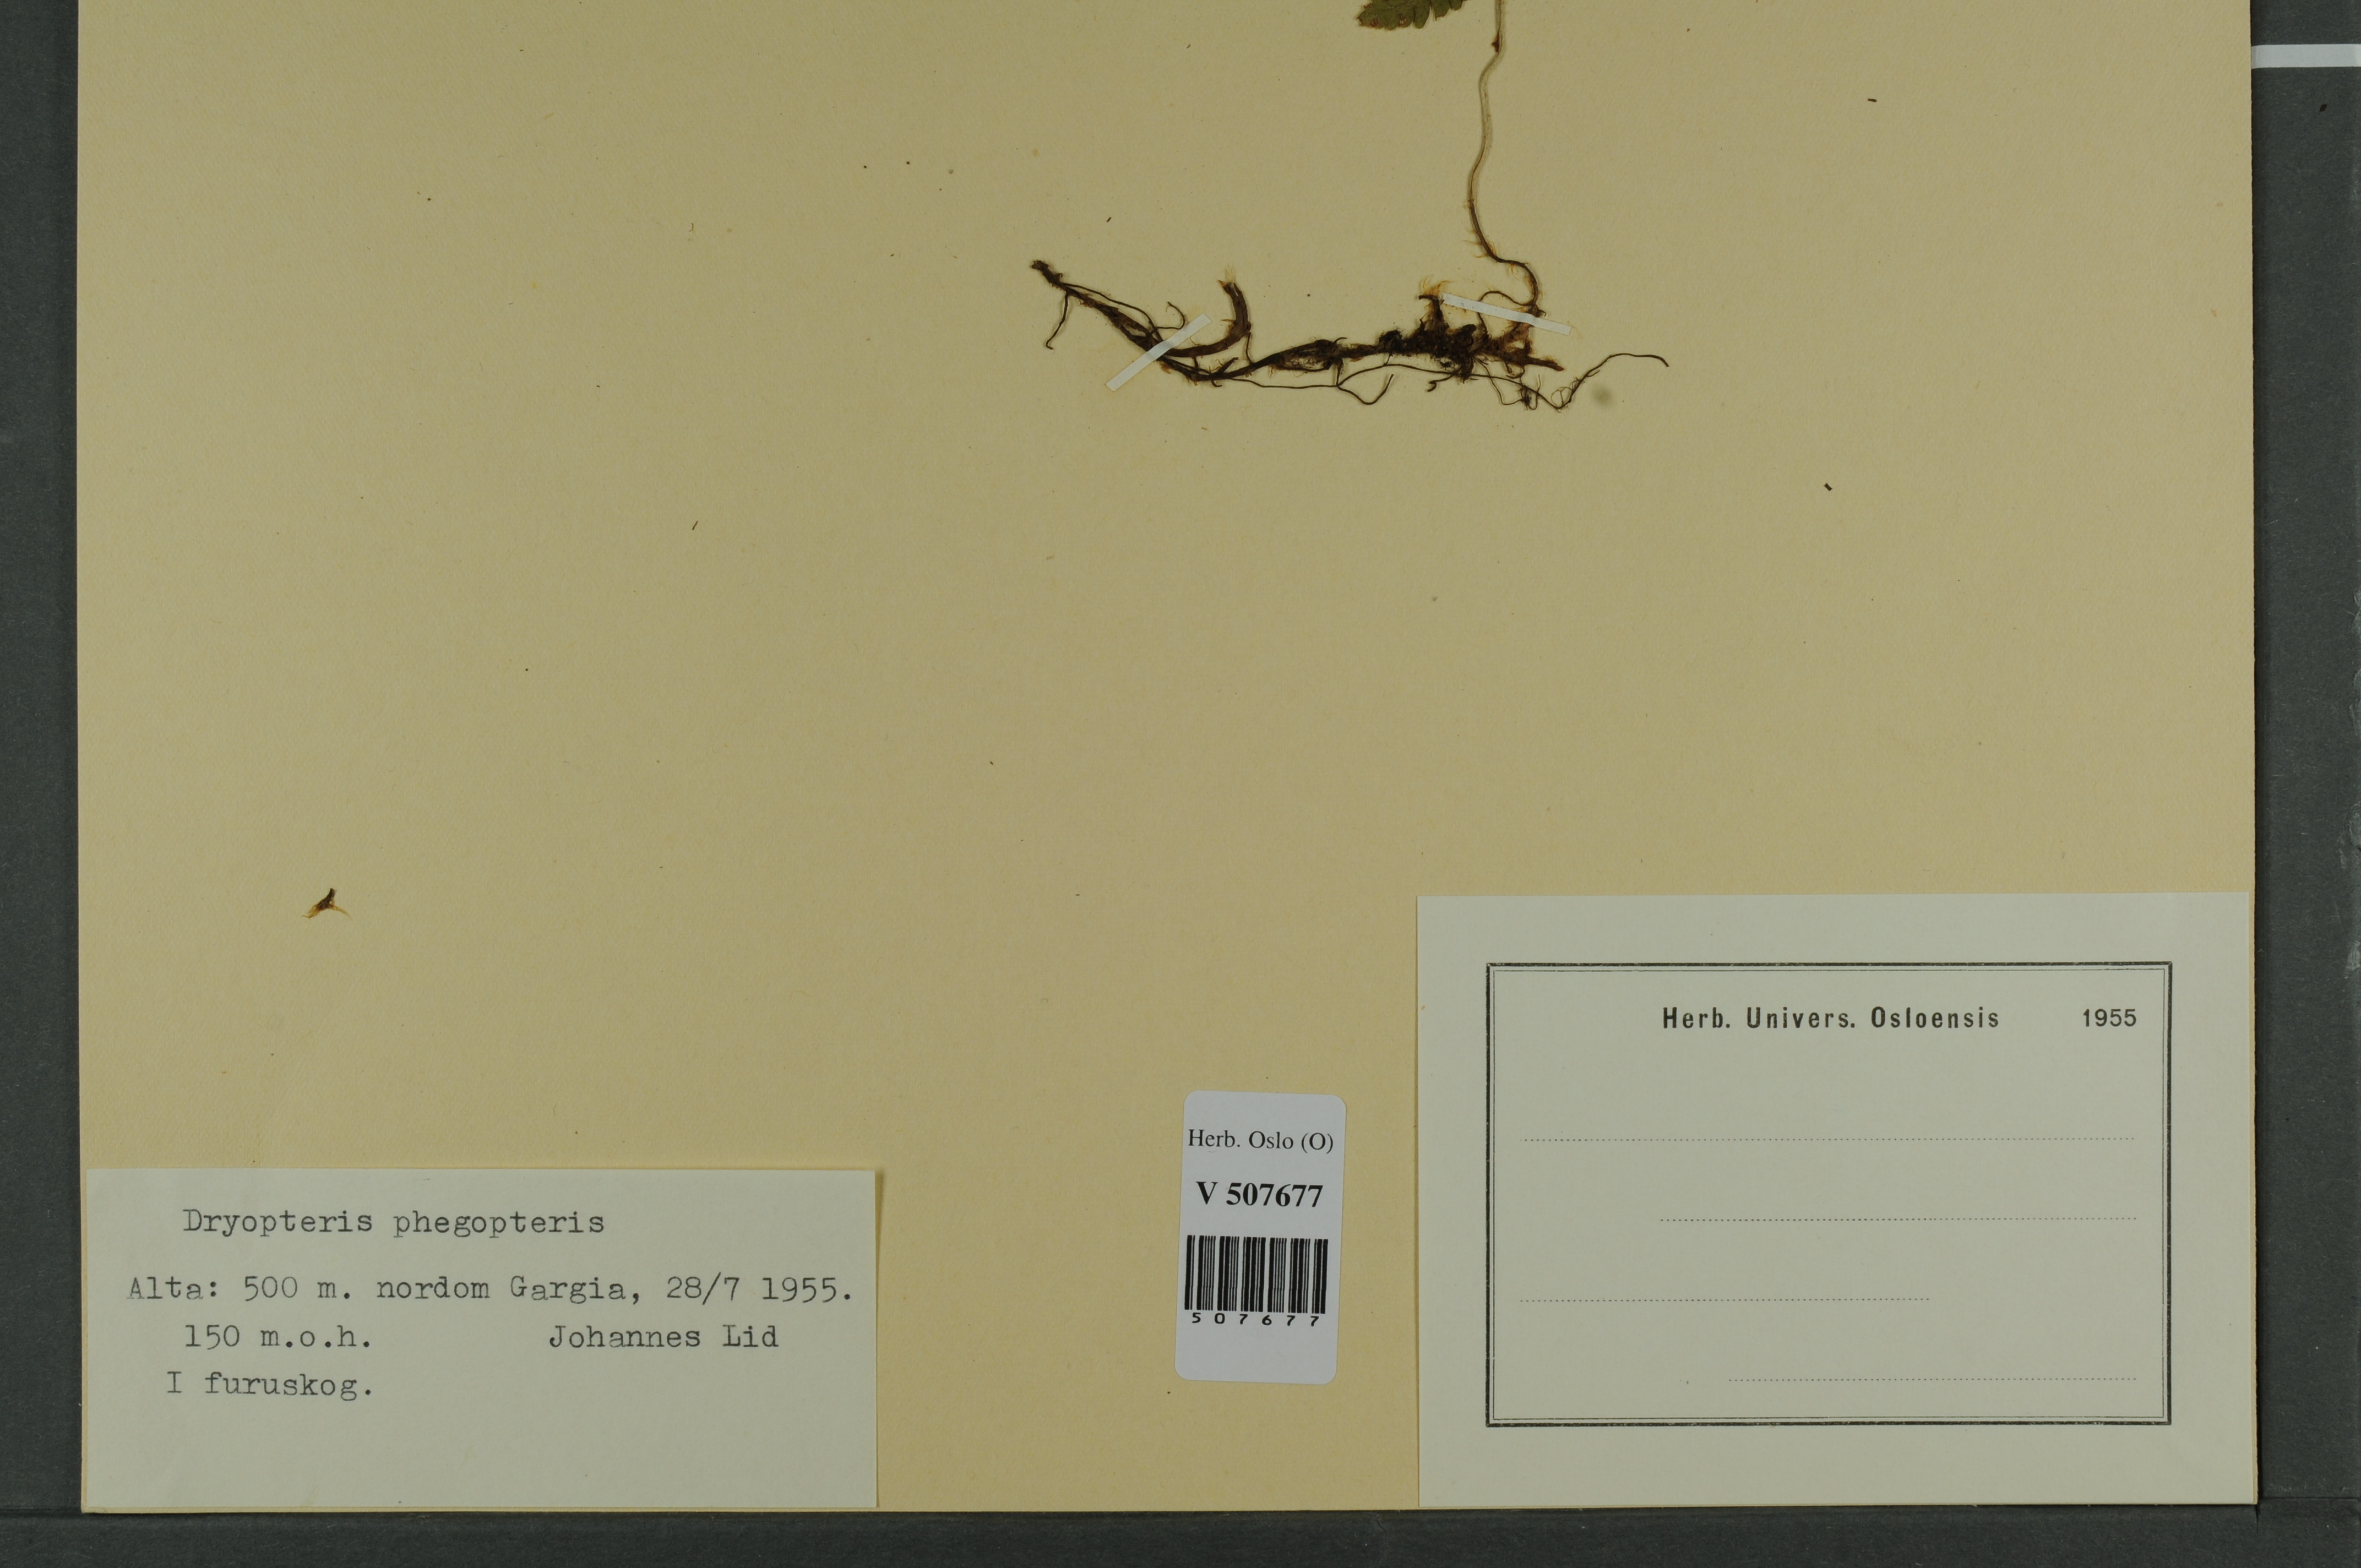 Dryopteris phegopteris
Alta: 500 m. nordom Gargia, 28/7 1955.
150 m.o.h. Johannes Lid
I furuskog.
Herb. Oslo (O)
V 507677
507677
Herb. Univers. Osloensis 1955